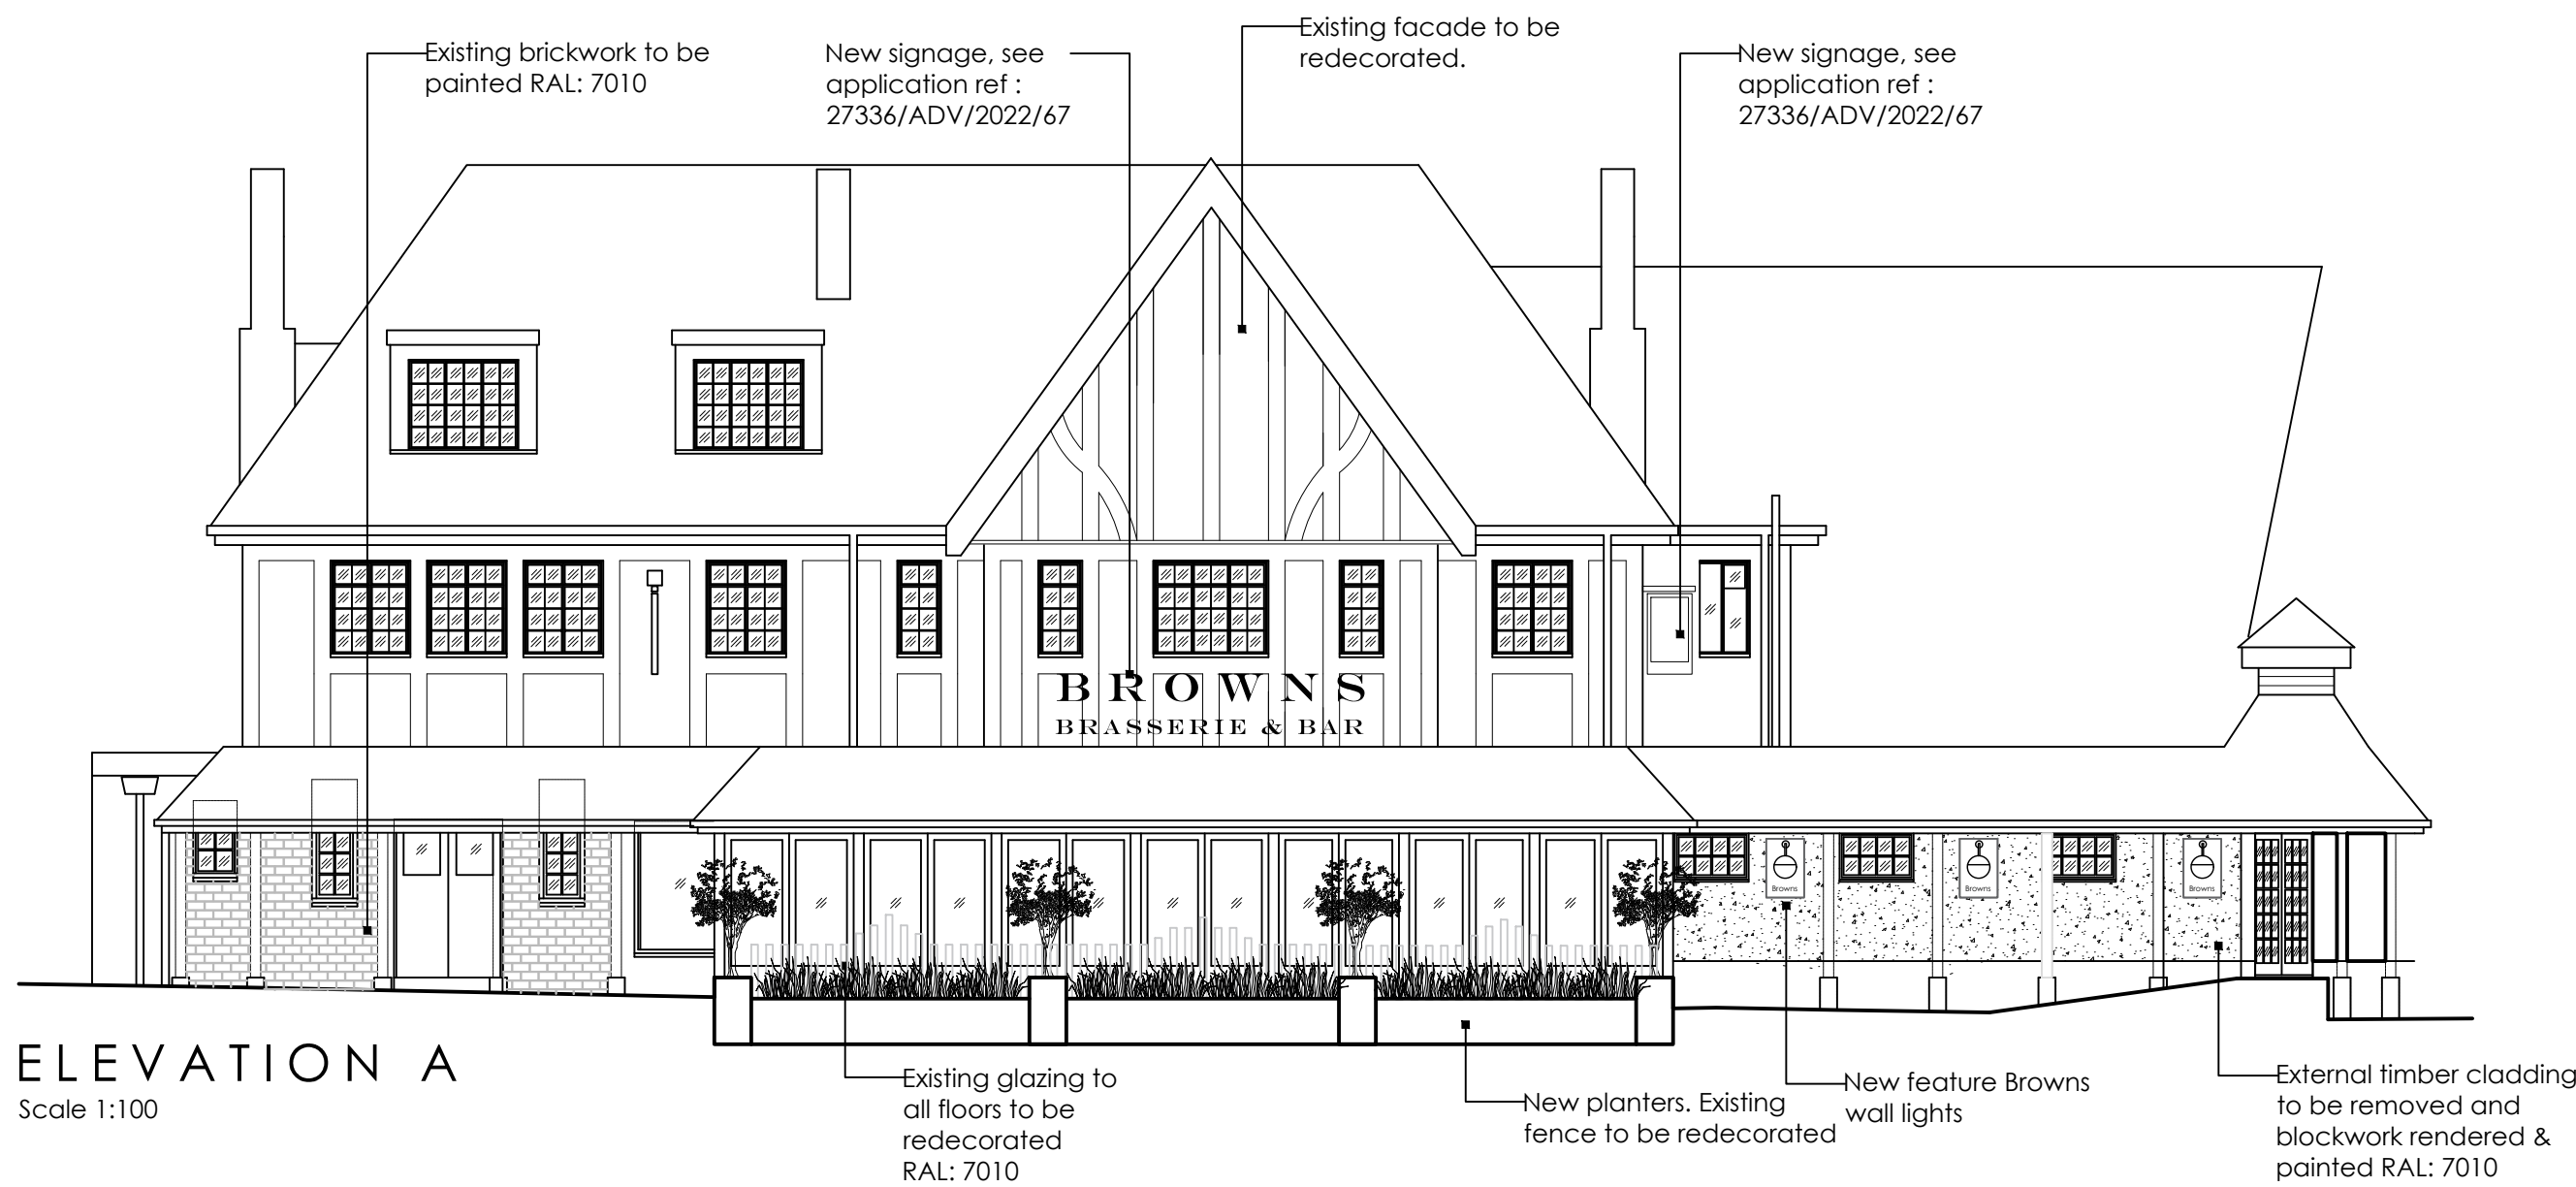 Existing brickwork to be
painted RAL: 7010
New signage, see
application ref :
27336/ADV/2022/67
Existing facade to be
redecorated.
New signage, see
application ref :
27336/ADV/2022/67
BROWNS
BRASSERIE & BAR
Browns
Browns
Browns
ELEVATION A
Scale 1:100
Existing glazing to
all floors to be
redecorated
RAL: 7010
New planters. Existing
fence to be redecorated
New feature Browns
wall lights
External timber cladding
to be removed and
blockwork rendered &
painted RAL: 7010